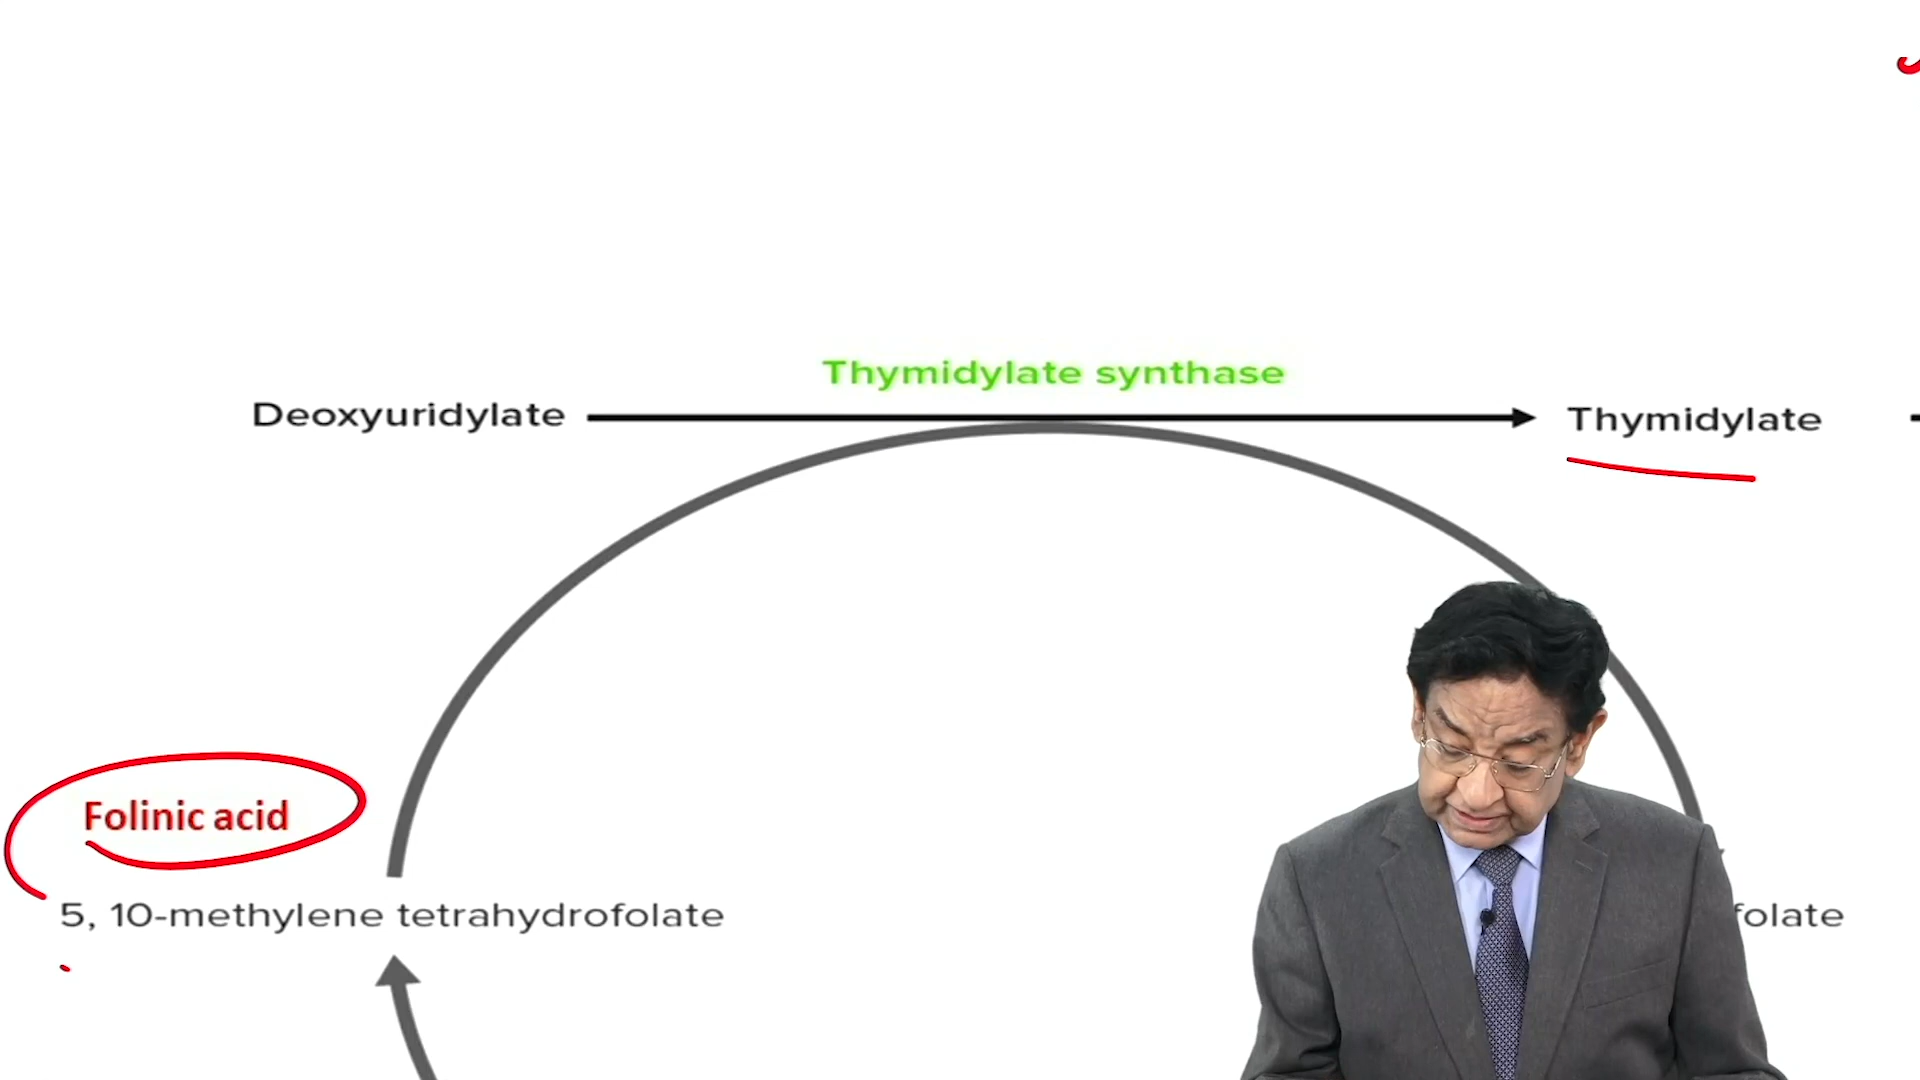 Thymidylate synthase
Deoxyuridylate
Thymidylate
Folinic acid
5, 10-methylene tetrahydrofolate
folate